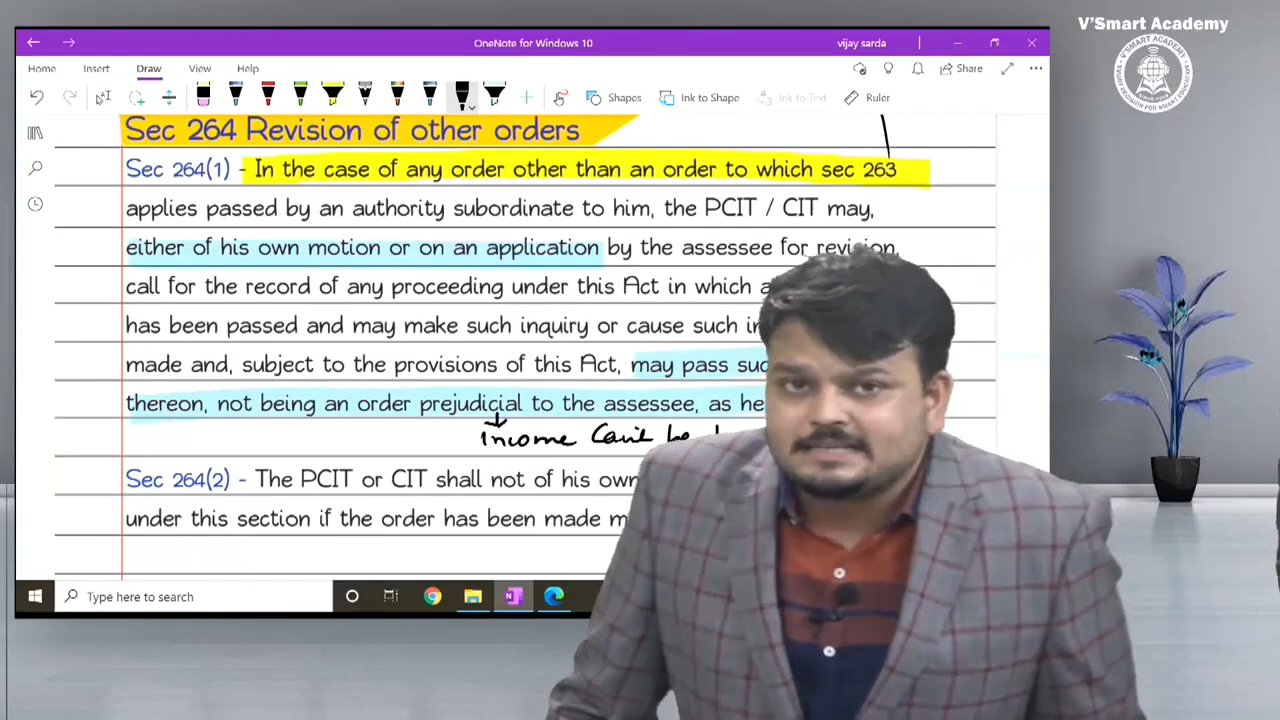 V'Smart Academy
OneNote for Windows 10
vijay sarda
Home Insert Draw View Help
Share
Shapes
Ink to Shape
Ink to Text
Ruler
Sec 264 Revision of other orders
Sec 264(1) - In the case of any order other than an order to which sec 263
applies passed by an authority subordinate to him, the PCIT / CIT may,
either of his own motion or on an application by the assessee for revision,
call for the record of any proceeding under this Act in which
has been passed and may make such inquiry or cause such
made and, subject to the provisions of this Act, may pass
thereon, not being an order prejudicial to the assessee, as he
income Can't
Sec 264(2) - The PCIT or CIT shall not of his own
under this section if the order has been made
Type here to search